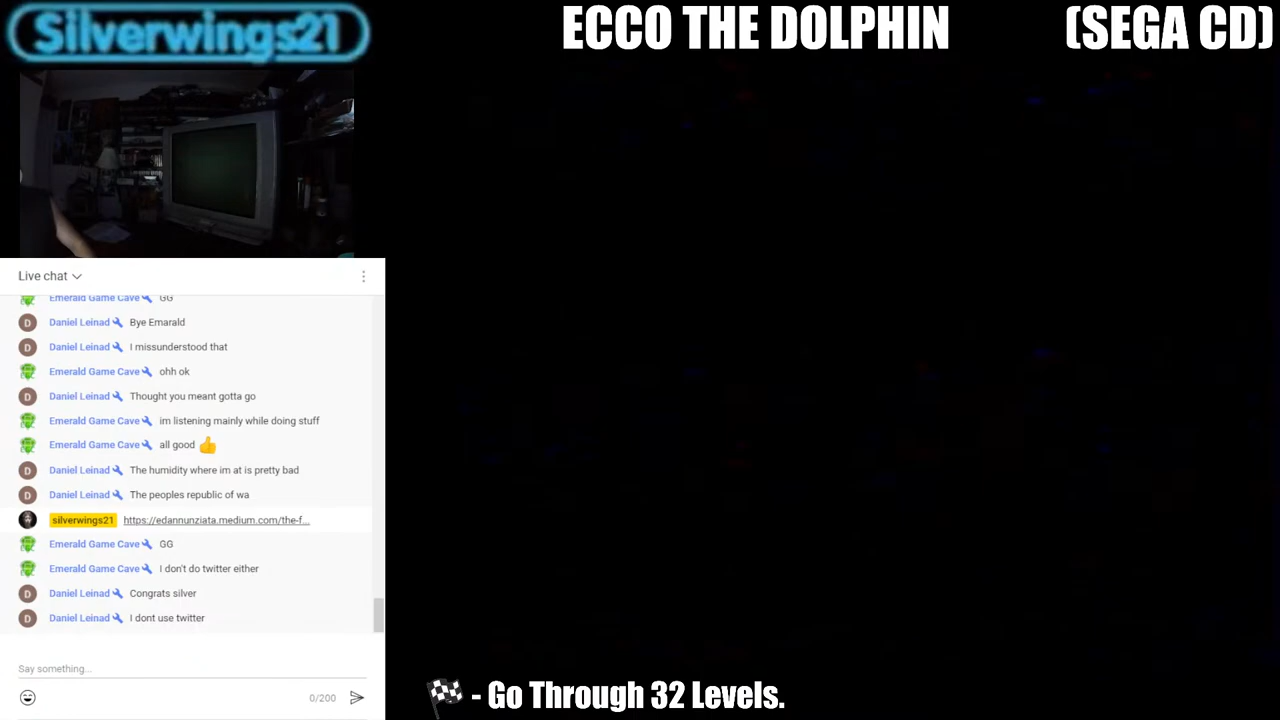 Silverwings21
ECCO THE DOLPHIN (SEGA CD)
Live chat
Emerald Game Cave GG
Daniel Leinad Bye Emarald
Daniel Leinad I missunderstood that
Emerald Game Cave ohh ok
Daniel Leinad Thought you meant gotta go
Emerald Game Cave im listening mainly while doing stuff
Emerald Game Cave all good 👍
Daniel Leinad The humidity where im at is pretty bad
Daniel Leinad The peoples republic of wa
silverwings21 https://edannunziata.medium.com/the-f...
Emerald Game Cave GG
Emerald Game Cave I don't do twitter either
Daniel Leinad Congrats silver
Daniel Leinad I dont use twitter
Say something...
0/200
🏁 - Go Through 32 Levels.